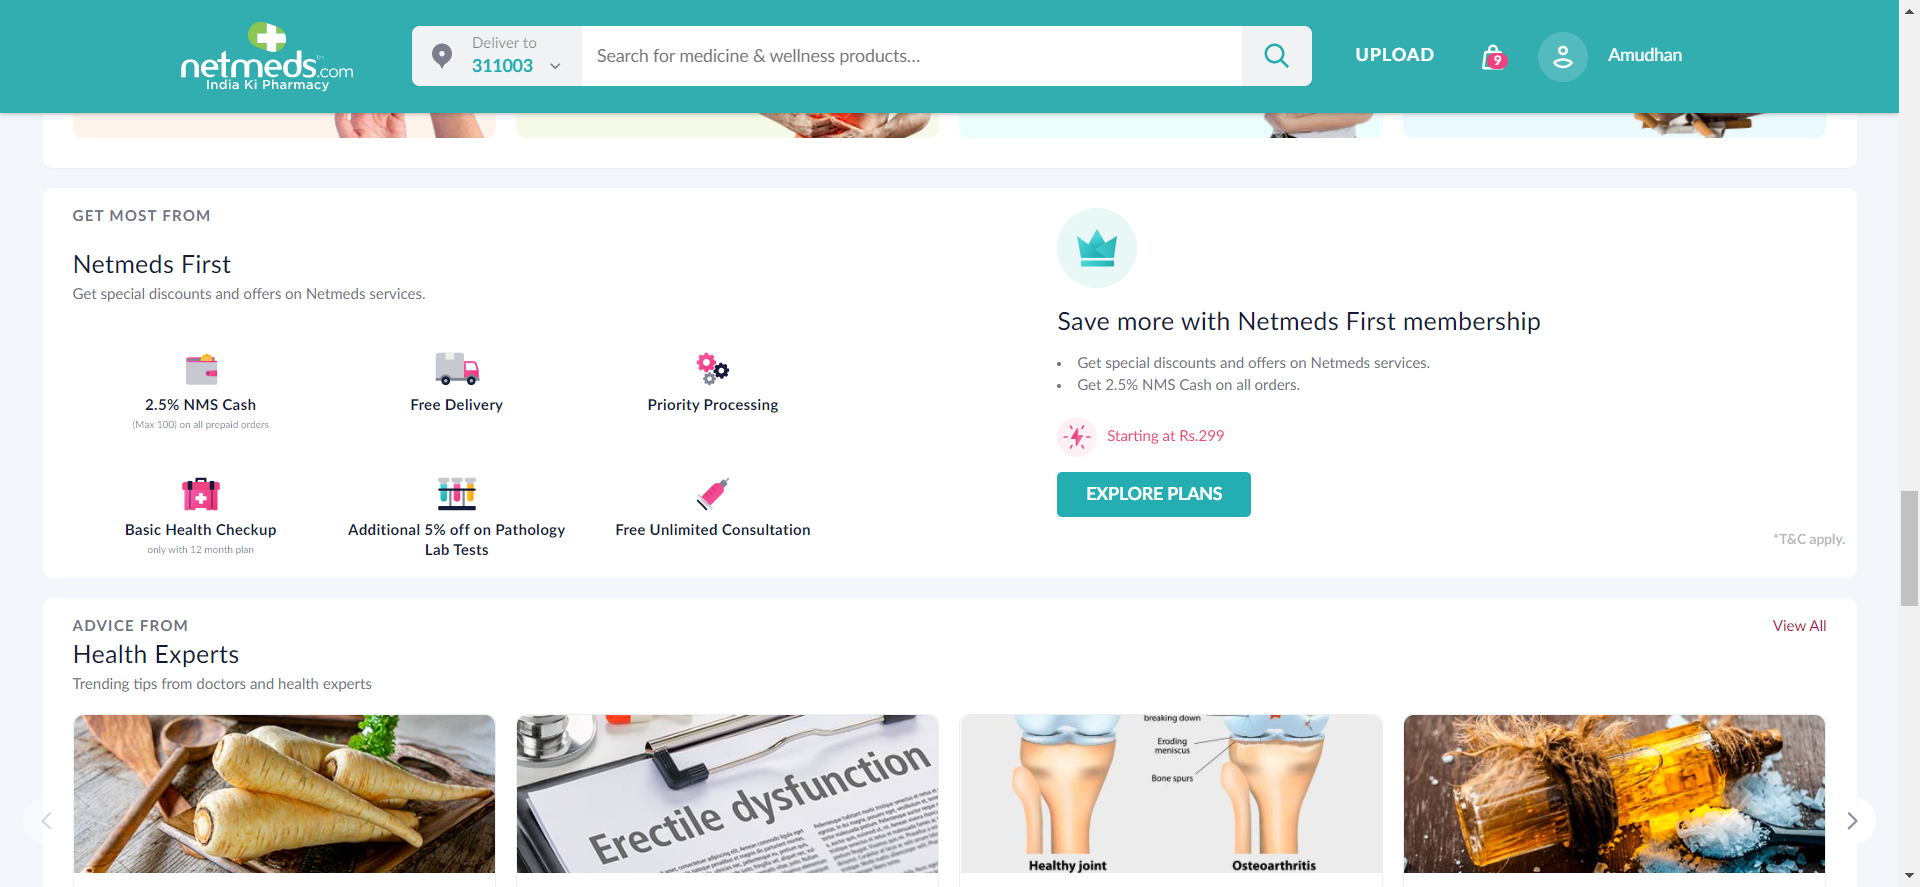 netmeds.com
India Ki Pharmacy
Deliver to
311003
Search for medicine & wellness products...
UPLOAD
9
Amudhan
GET MOST FROM
Netmeds First
Get special discounts and offers on Netmeds services.
2.5% NMS Cash
(Max 100) on all prepaid orders
Free Delivery
Priority Processing
Basic Health Checkup
only with 12 month plan
Additional 5% off on Pathology
Lab Tests
Free Unlimited Consultation
Save more with Netmeds First membership
Get special discounts and offers on Netmeds services.
Get 2.5% NMS Cash on all orders.
Starting at Rs.299
EXPLORE PLANS
*T&C apply.
ADVICE FROM
Health Experts
Trending tips from doctors and health experts
View All
Erectile dysfunction
breaking down
Eroding
meniscus
Bone spurs
Healthy joint
Osteoarthritis